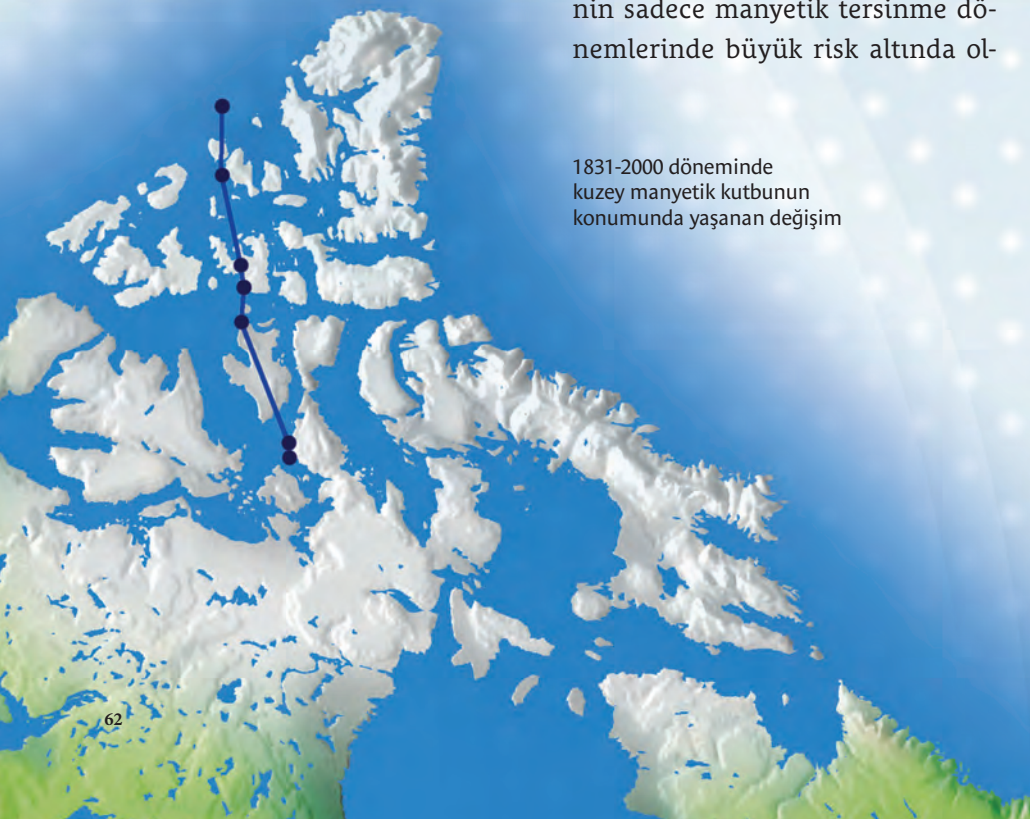 nin sadece manyetik tersinme dö-
nemlerinde büyük risk altında ol-
1831-2000 döneminde
kuzey manyetik kutbunun
konumunda yaşanan değişim
62